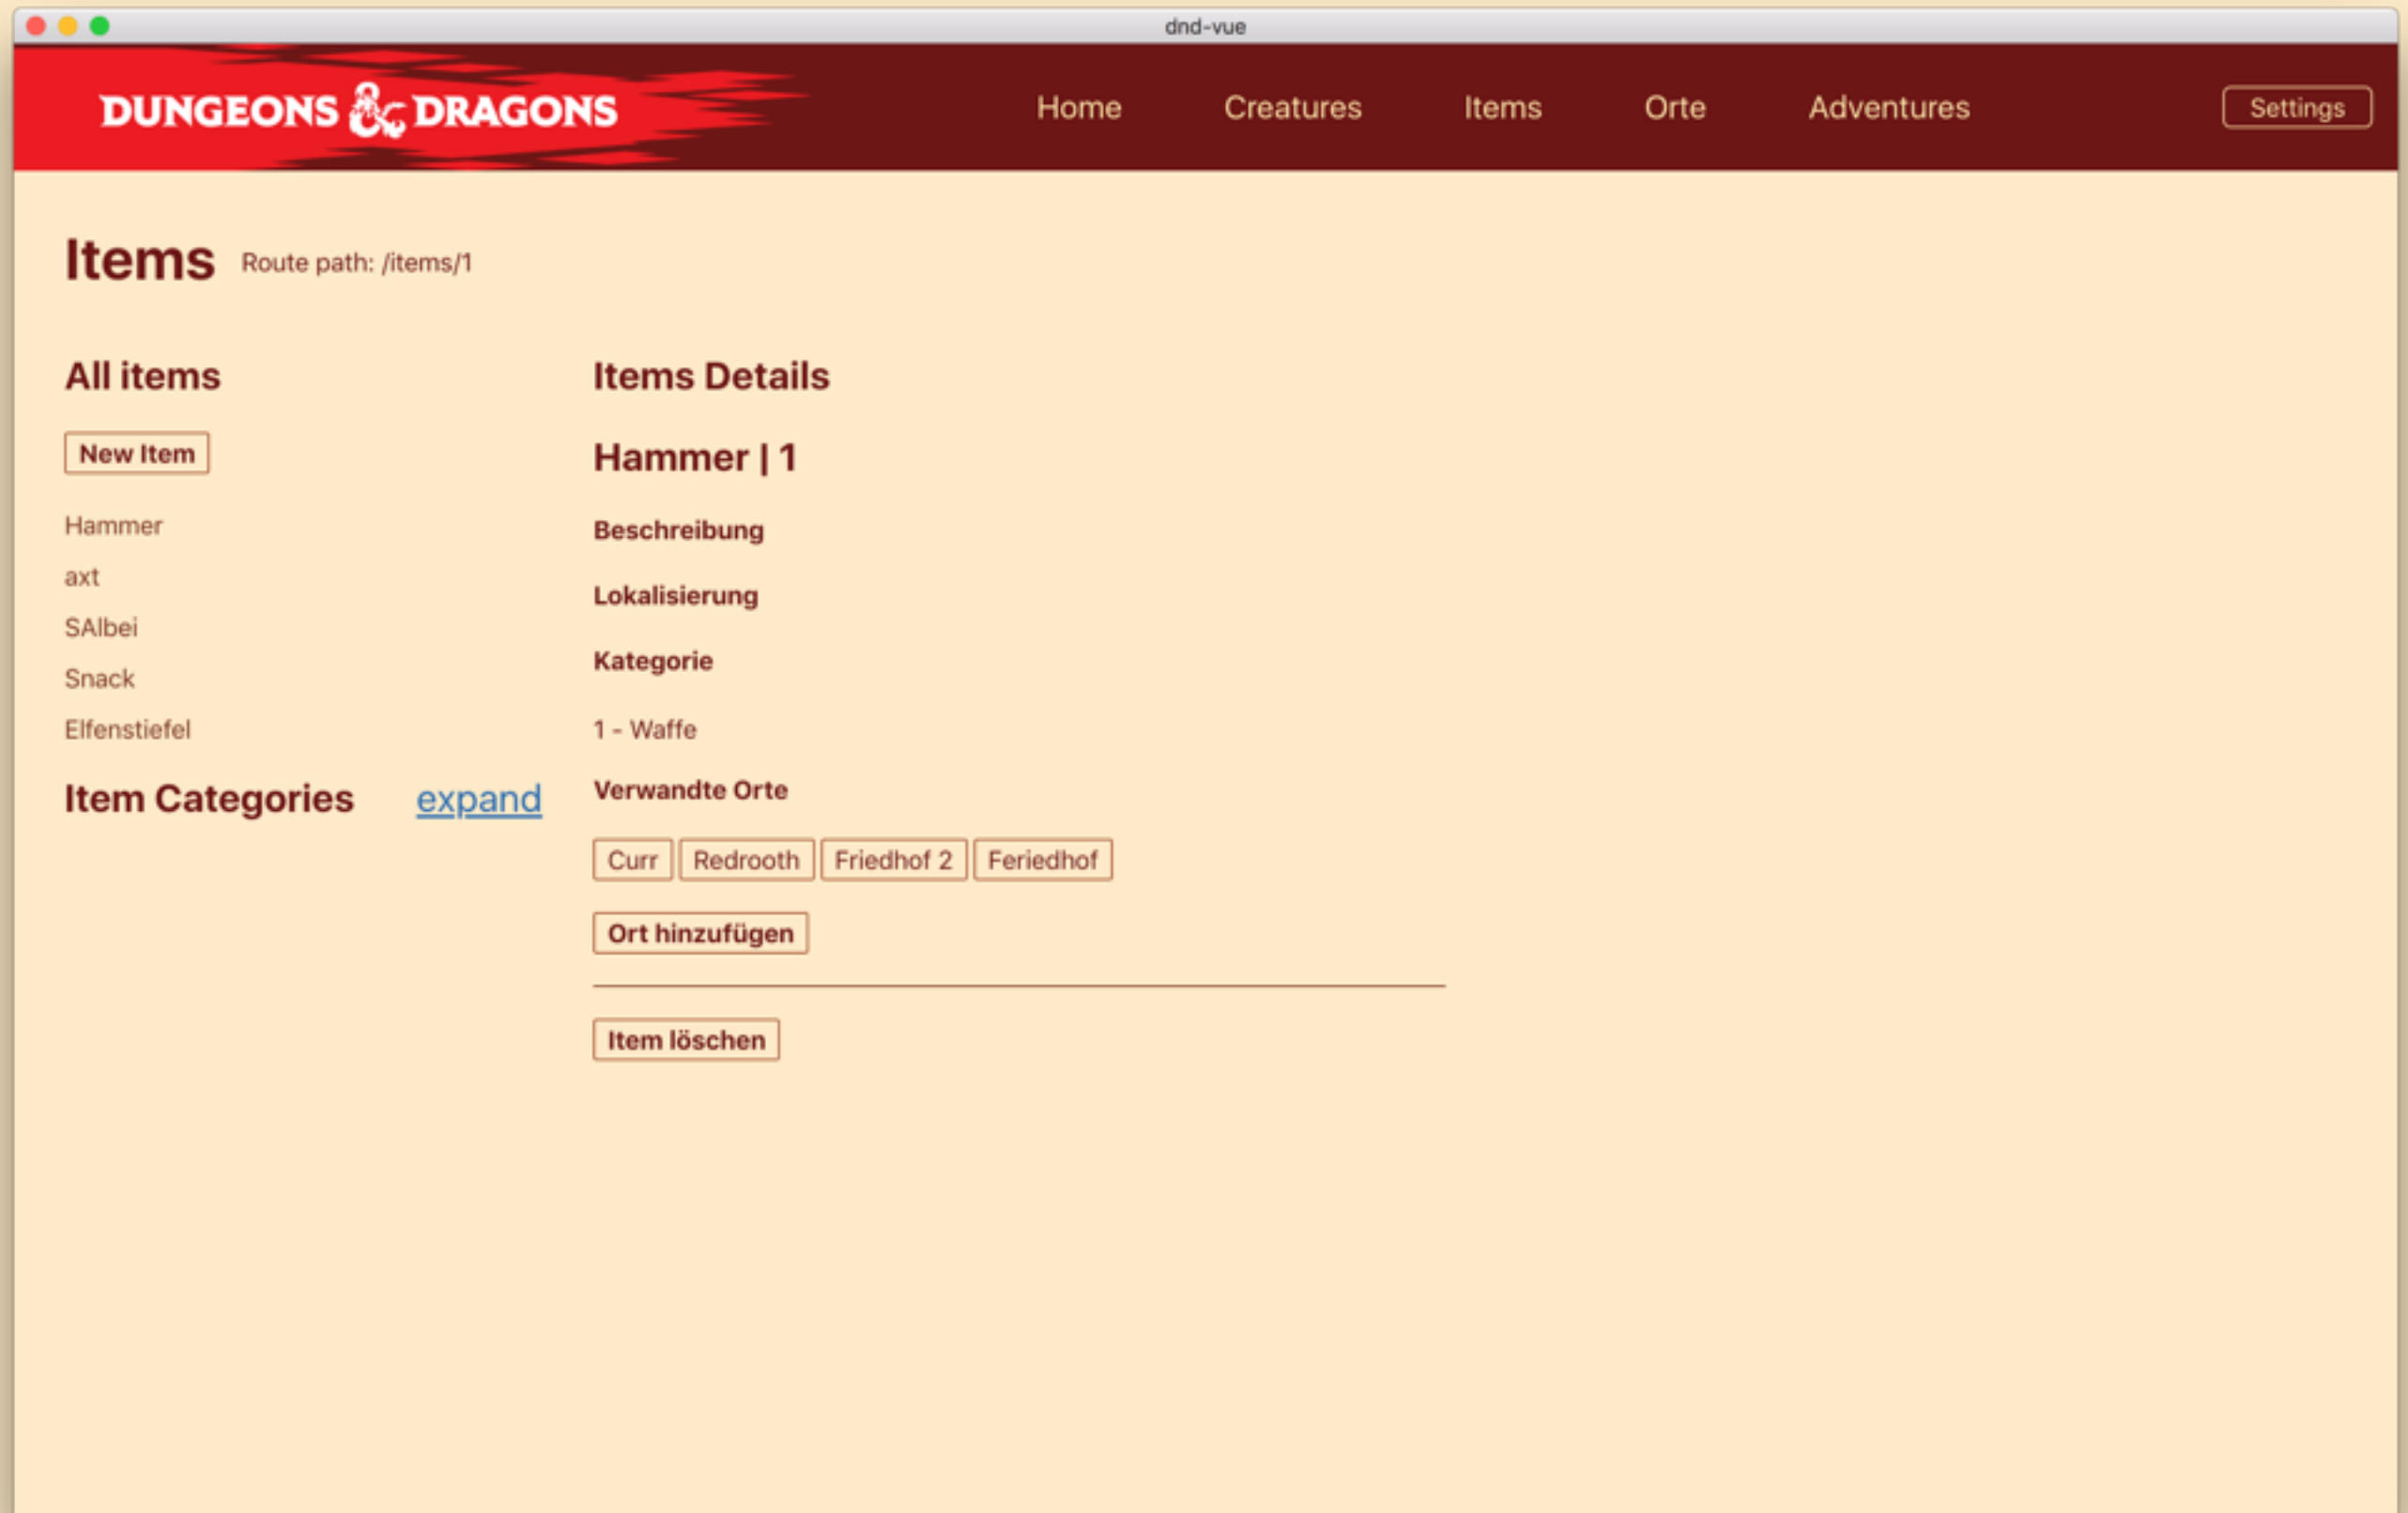 dnd-vue
DUNGEONS & DRAGONS
Home Creatures Items Orte Adventures Settings
Items Route path: /items/1
All items
New Item
Hammer
axt
SAlbei
Snack
Elfenstiefel
Item Categories expand
Items Details
Hammer | 1
Beschreibung
Lokalisierung
Kategorie
1 - Waffe
Verwandte Orte
Curr Redrooth Friedhof 2 Feriedhof
Ort hinzufügen
Item löschen